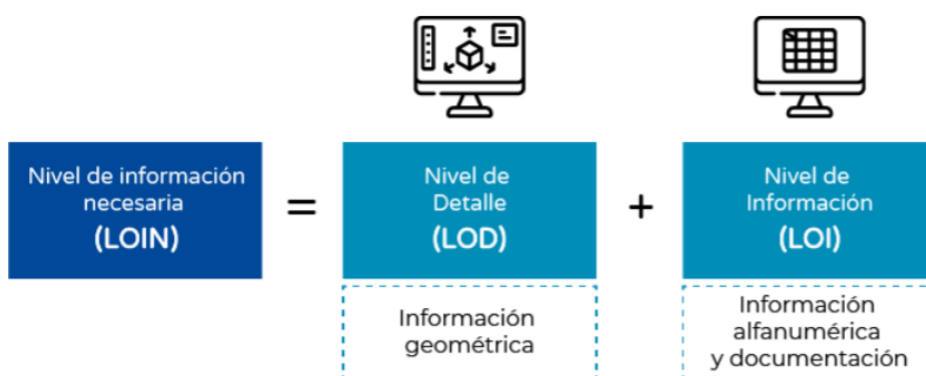 Nivel de información
necesaria
(LOIN)
=
Nivel de
Detalle
(LOD)
+
Nivel de
Información
(LOI)
Información
geométrica
Información
alfanumérica
y documentación